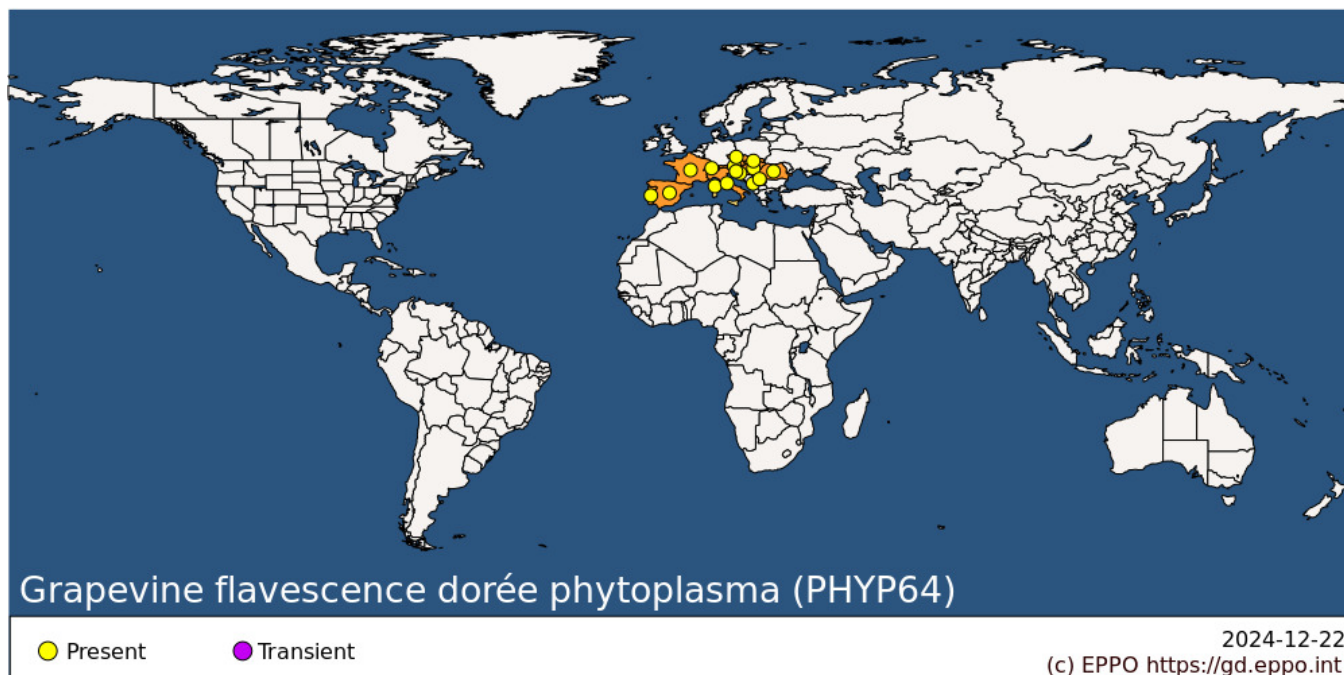 Grapevine flavescence dorée phytoplasma (PHYP64)
Present
Transient
2024-12-22
(c) EPPO https://gd.eppo.int